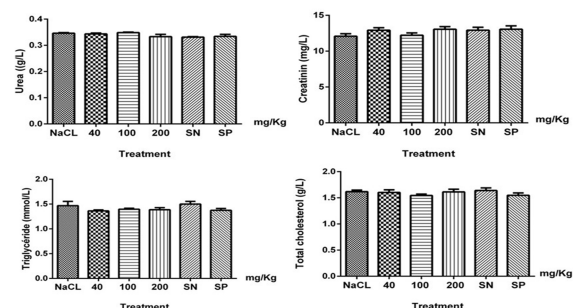 Urea ((g/L)
0.4
0.3
0.2
0.1
0.0
NaCL 40 100 200 SN SP mg/Kg
Treatment
Creatinin (mg/L)
15
10
5
0
NaCL 40 100 200 SN SP mg/Kg
Treatment
Triglycéride (mmol/L)
2.0
1.5
1.0
0.5
0.0
NaCL 40 100 200 SN SP mg/Kg
Treatment
Total cholesterol (g/L)
2.0
1.5
1.0
0.5
0.0
NaCL 40 100 200 SN SP mg/Kg
Treatment